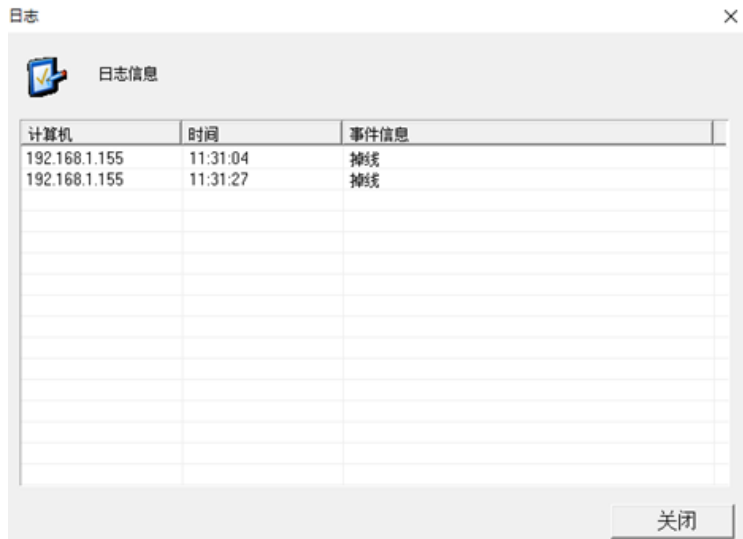 日志
日志信息
计算机 时间 事件信息
192.168.1.155 11:31:04 掉线
192.168.1.155 11:31:27 掉线
关闭